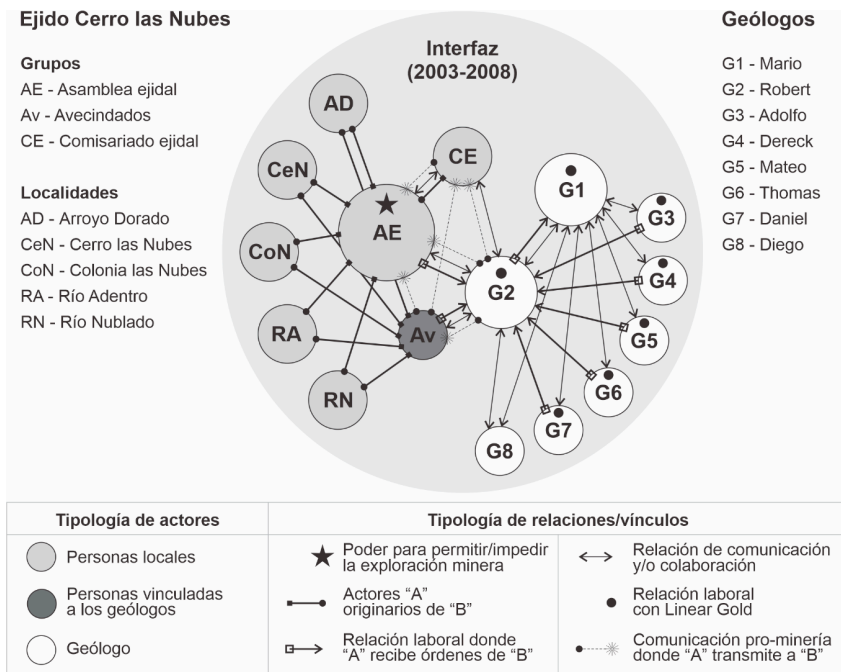 Ejido Cerro las Nubes
Grupos
AE - Asamblea ejidal
Av - Avecindados
CE - Comisariado ejidal
Localidades
AD - Arroyo Dorado
CeN - Cerro las Nubes
CoN - Colonia las Nubes
RA - Río Adentro
RN - Río Nublado
Interfaz
(2003-2008)
AD
CeN
CE
AE
CoN
RA
Av
RN
G1
G2
G3
G4
G5
G6
G7
G8
Geólogos
G1 - Mario
G2 - Robert
G3 - Adolfo
G4 - Dereck
G5 - Mateo
G6 - Thomas
G7 - Daniel
G8 - Diego
Tipología de actores
Personas locales
Personas vinculadas
a los geólogos
Geólogo
Tipología de relaciones/vínculos
Poder para permitir/impedir
la exploración minera
Actores “A”
originarios de “B”
Relación laboral donde
“A” recibe órdenes de “B”
Relación de comunicación
y/o colaboración
Relación laboral
con Linear Gold
Comunicación pro-minería
donde “A” transmite a “B”